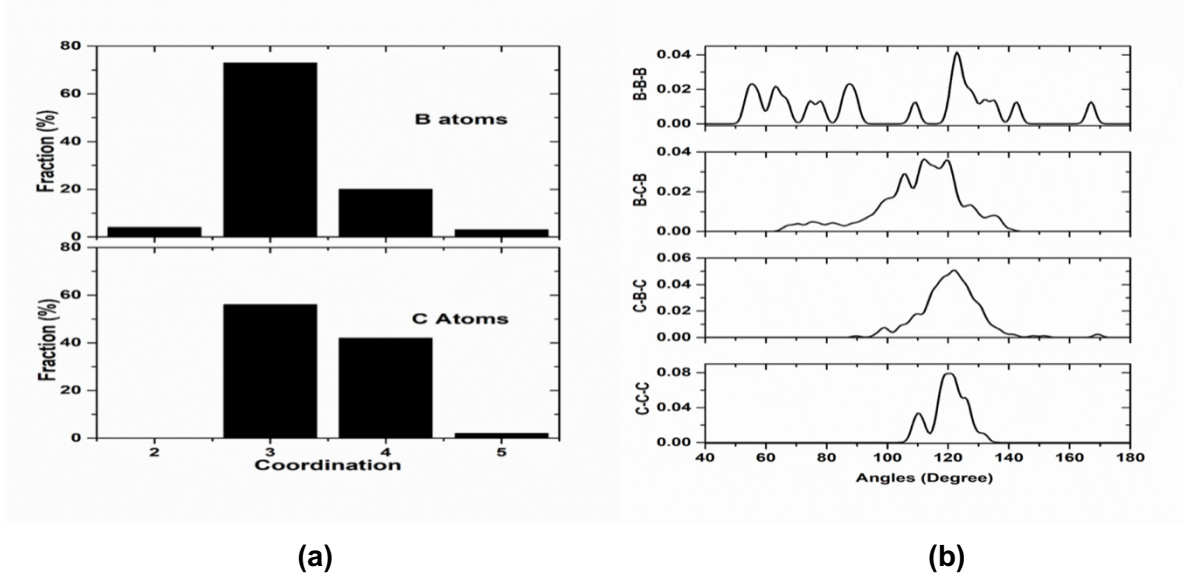 80
60
40
20
0
Fraction (%)
B atoms
80
60
40
20
0
Fraction (%)
C Atoms
2 3 4 5
Coordination
(a)
0.04
0.02
0.00
B-B-B
0.04
0.02
0.00
B-C-B
0.06
0.04
0.02
0.00
C-B-C
0.08
0.04
0.00
C-C-C
40 60 80 100 120 140 160 180
Angles (Degree)
(b)